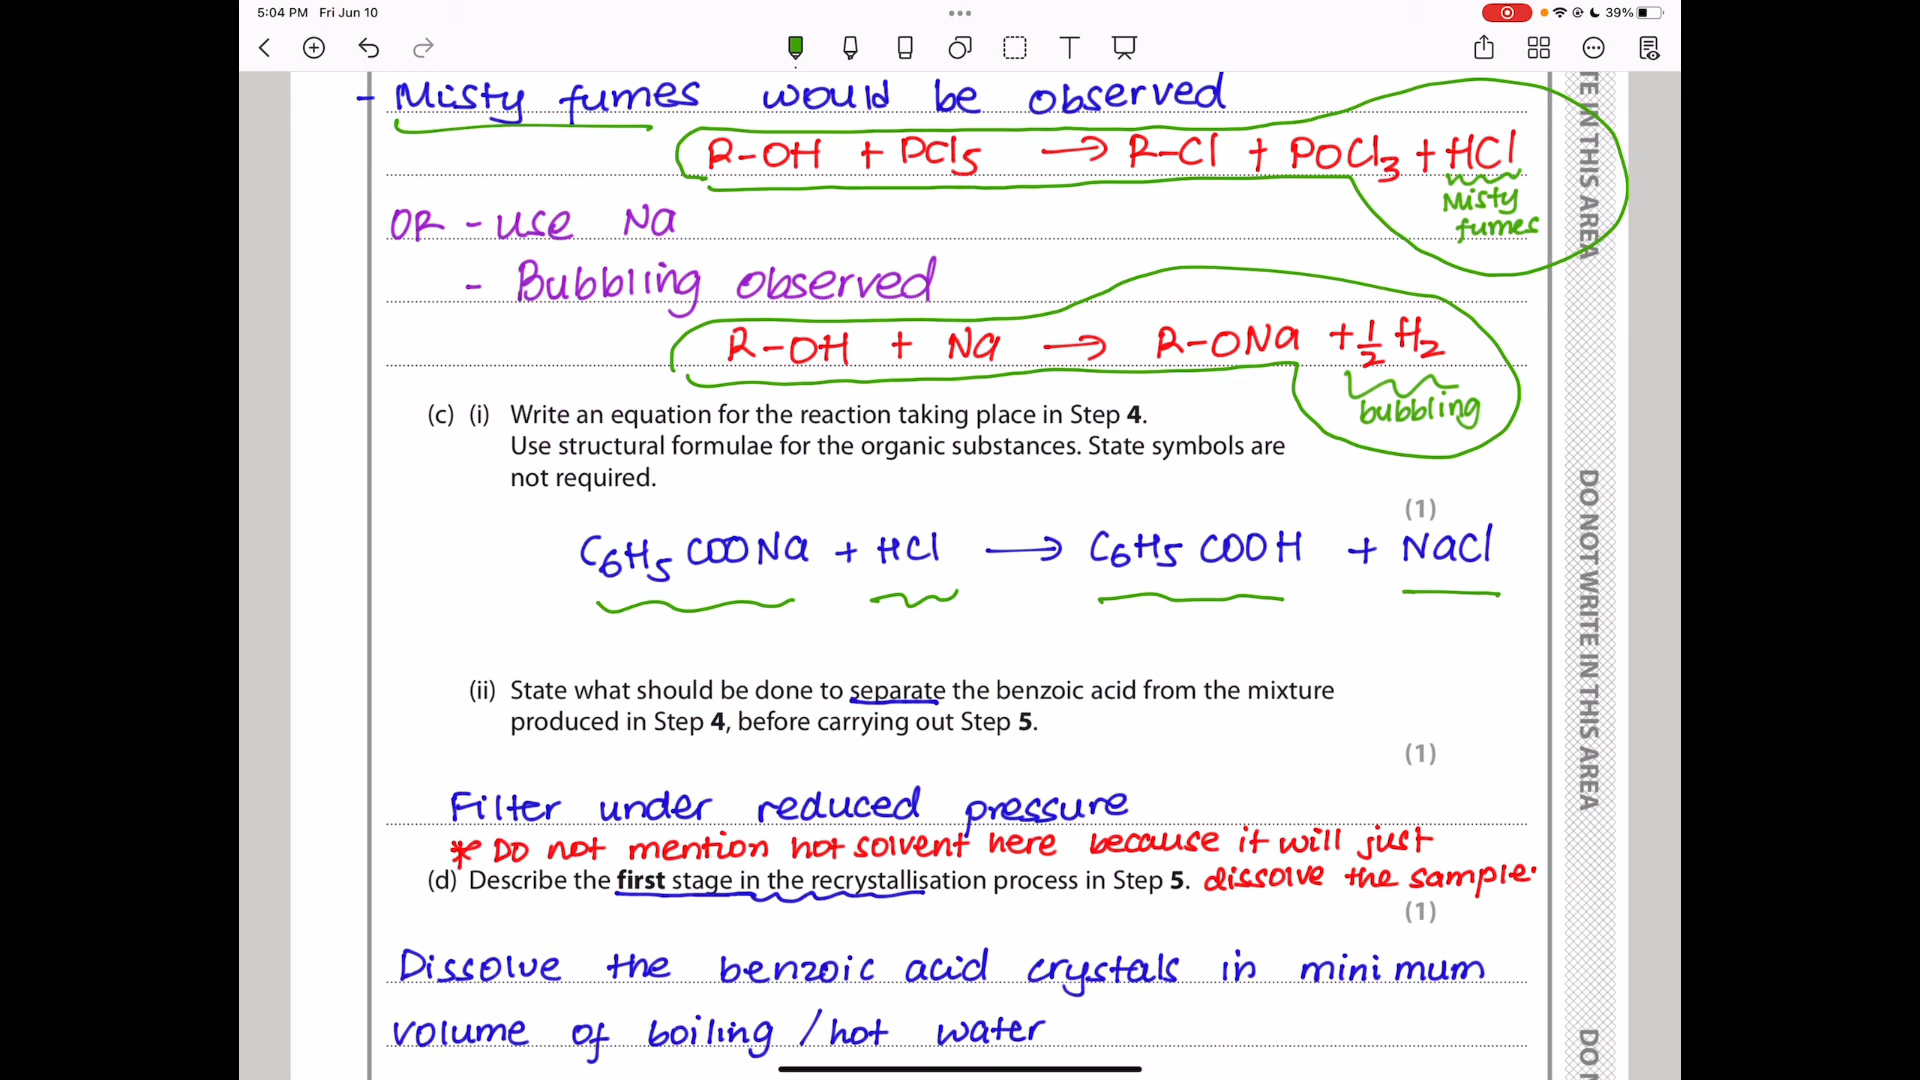 5:04 PM Fri Jun 10
39%
- Misty fumes would be observed
R-OH + PCl5 → R-Cl + POCl3 + HCl
Misty
fumes
OR - use Na
- Bubbling observed
R-OH + Na → R-ONa + 1/2 H2
bubbling
(c) (i) Write an equation for the reaction taking place in Step 4.
Use structural formulae for the organic substances. State symbols are
not required.
(1)
C6H5COONa + HCl → C6H5COOH + NaCl
(ii) State what should be done to separate the benzoic acid from the mixture
produced in Step 4, before carrying out Step 5.
(1)
Filter under reduced pressure
* Do not mention hot solvent here because it will just
dissolve the sample.
(d) Describe the first stage in the recrystallisation process in Step 5.
(1)
Dissolve the benzoic acid crystals in minimum
volume of boiling / hot water
TE IN THIS AREA
DO NOT WRITE IN THIS AREA
DO N